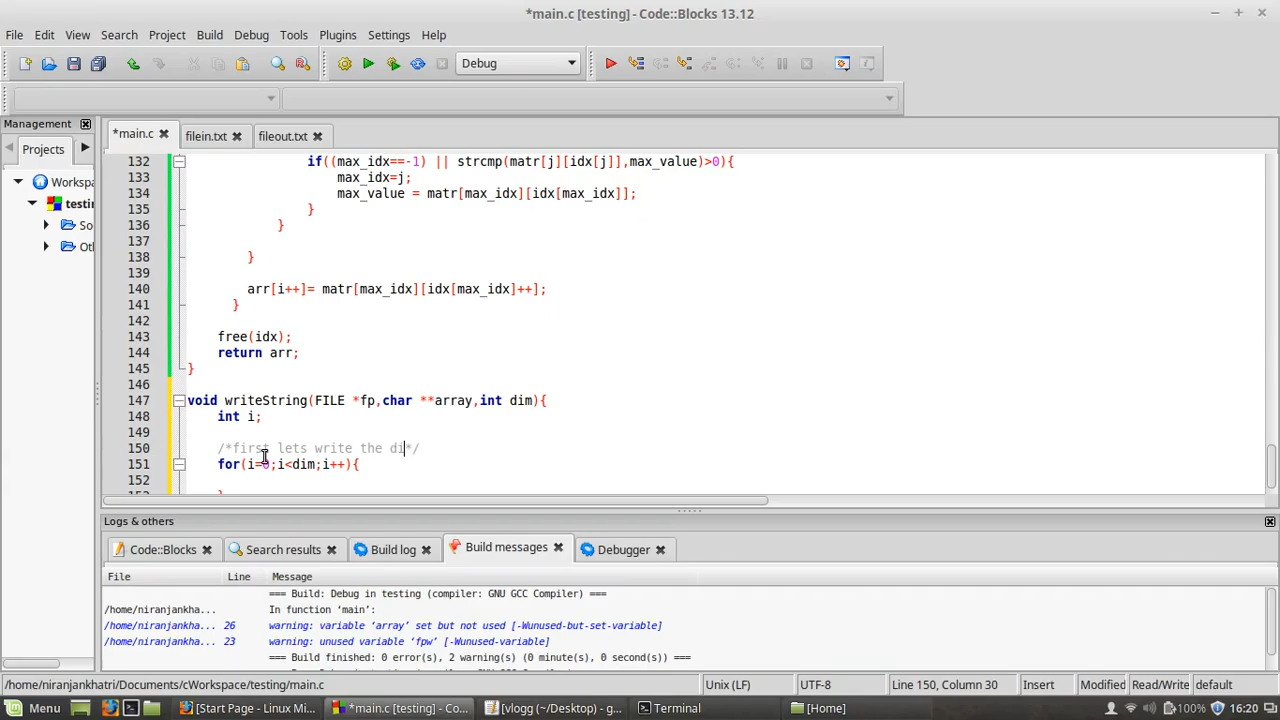 *main.c [testing] - Code::Blocks 13.12
File Edit View Search Project Build Debug Tools Plugins Settings Help
Debug
Management
*main.c filein.txt fileout.txt
Projects
Workspa
testin
So
Oth
132 if((max_idx==-1) || strcmp(matr[j][idx[j]],max_value)>0){
133 max_idx=j;
134 max_value = matr[max_idx][idx[max_idx]];
135 }
136 }
137
138 }
139
140 arr[i++]= matr[max_idx][idx[max_idx]++];
141 }
142
143 free(idx);
144 return arr;
145 }
146
147 void writeString(FILE *fp,char **array,int dim){
148 int i;
149
150 /*first lets write the di*/
151 for(i=0;i<dim;i++){
152
153 }
Logs & others
Code::Blocks Search results Build log Build messages Debugger
File Line Message
=== Build: Debug in testing (compiler: GNU GCC Compiler) ===
/home/niranjankha... In function ‘main’:
/home/niranjankha... 26 warning: variable ‘array’ set but not used [-Wunused-but-set-variable]
/home/niranjankha... 23 warning: unused variable ‘fpw’ [-Wunused-variable]
=== Build finished: 0 error(s), 2 warning(s) (0 minute(s), 0 second(s)) ===
/home/niranjankhatri/Documents/cWorkspace/testing/main.c Unix (LF) UTF-8 Line 150, Column 30 Insert Modified Read/Write default
Menu [Start Page - Linux Mi... *main.c [testing] - Co... [vlogg (~/Desktop) - g... Terminal [Home] 100% 16:20